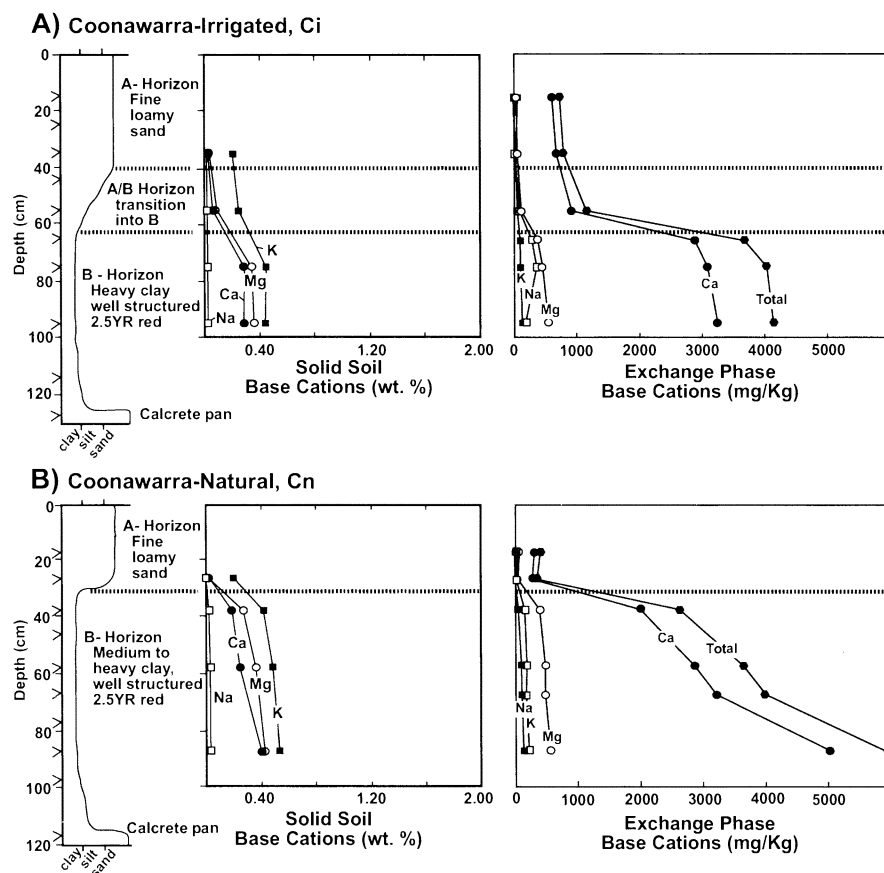 A) Coonawarra-Irrigated, Ci
0
20
40
60
80
100
120
Depth (cm)
A- Horizon
Fine
loamy
sand
A/B Horizon
transition
into B
B - Horizon
Heavy clay
well structured
2.5YR red
Calcrete pan
clay
silt
sand
K
Mg
Ca
Na
0.40
1.20
2.00
Solid Soil
Base Cations (wt. %)
K
Na
Mg
Ca
Total
0
1000
2000
3000
4000
5000
Exchange Phase
Base Cations (mg/Kg)
B) Coonawarra-Natural, Cn
0
20
40
60
80
100
120
Depth (cm)
A- Horizon
Fine
loamy
sand
B- Horizon
Medium to
heavy clay,
well structured
2.5YR red
Calcrete pan
clay
silt
sand
Ca
Mg
Na
K
0.40
1.20
2.00
Solid Soil
Base Cations (wt. %)
Ca
Total
Na
K
Mg
0
1000
2000
3000
4000
5000
Exchange Phase
Base Cations (mg/Kg)